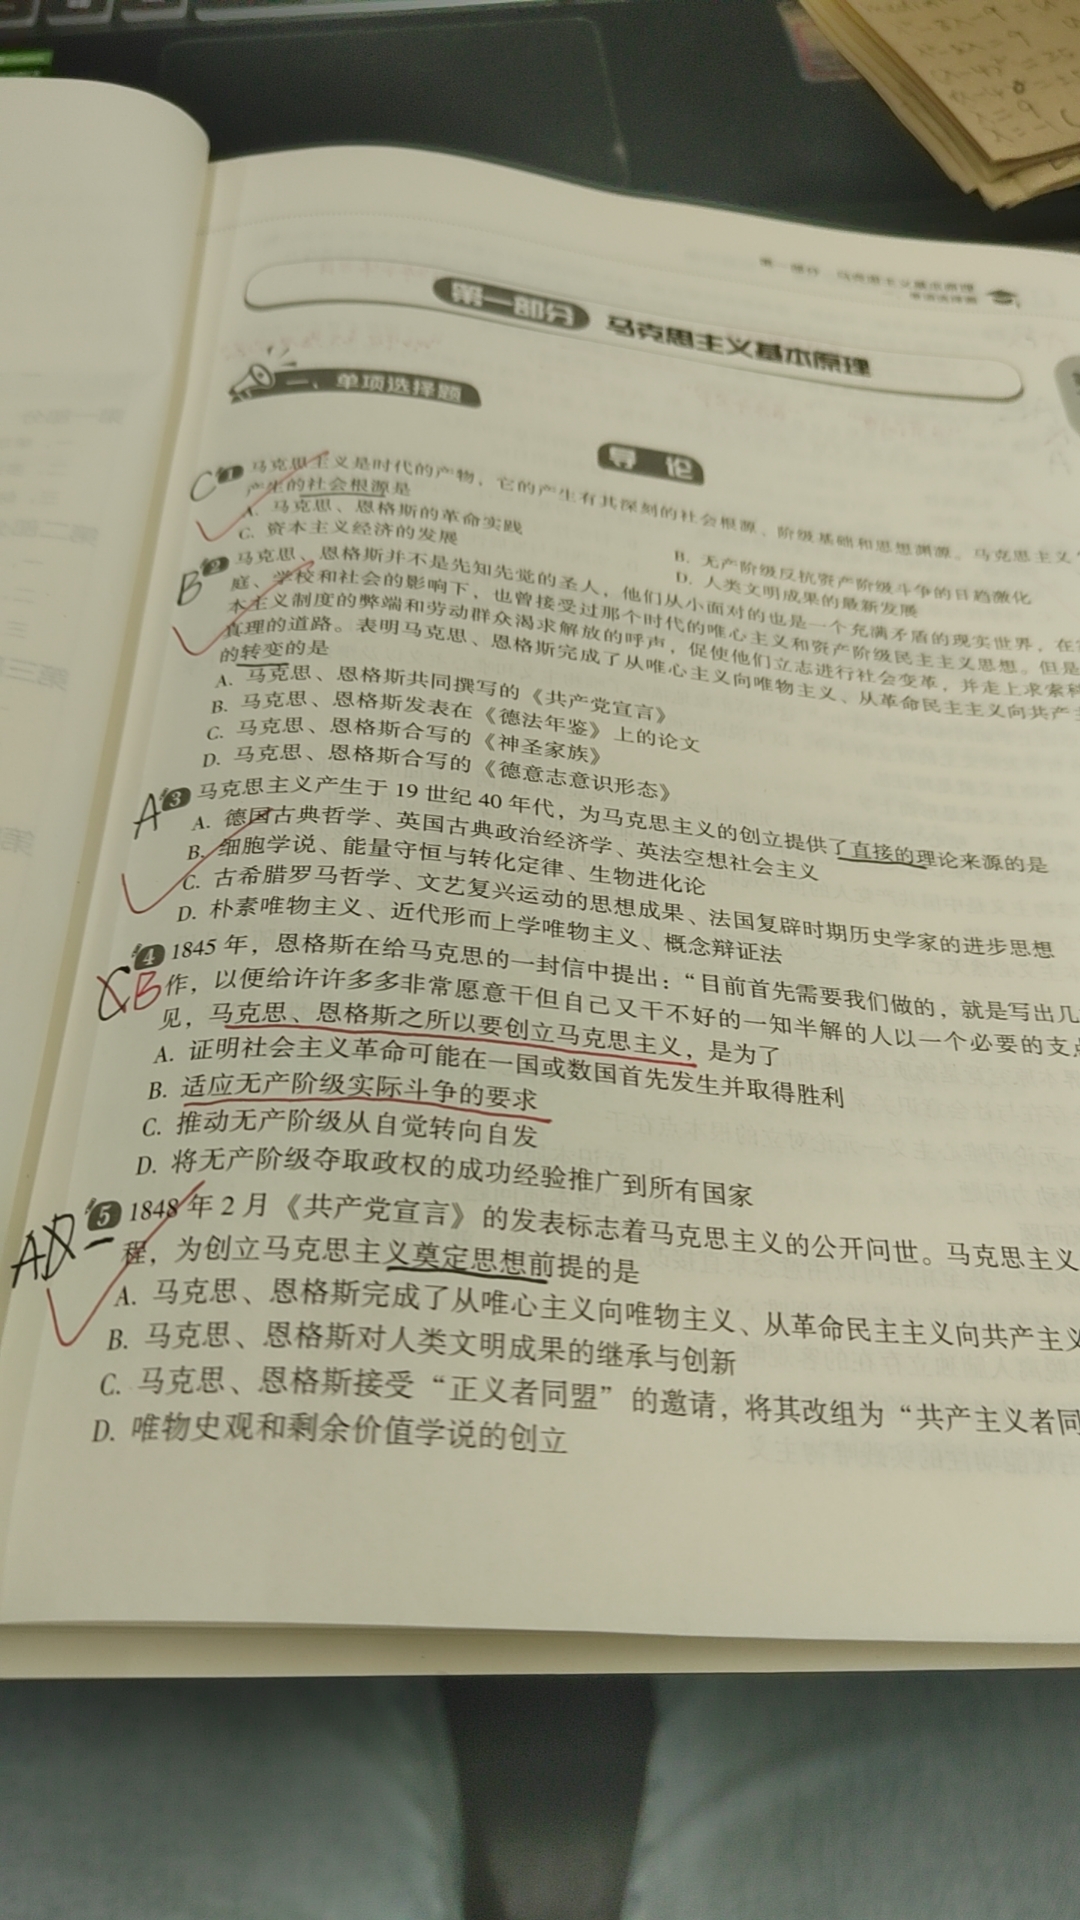 第一部分 马克思主义基本原理
一、单项选择题
导 论
C 1 马克思主义是时代的产物，它的产生有其深刻的社会根源、阶级基础和思想渊源。马克思主义
产生的社会根源是
A. 马克思、恩格斯的革命实践
B. 无产阶级反抗资产阶级斗争的日趋激化
C. 资本主义经济的发展
D. 人类文明成果的最新发展
B 2 马克思、恩格斯并不是先知先觉的圣人，他们从小面对的也是一个充满矛盾的现实世界，在
庭、学校和社会的影响下，也曾接受过那个时代的唯心主义和资产阶级民主主义思想。但是
本主义制度的弊端和劳动群众渴求解放的呼声，促使他们立志进行社会变革，并走上求索科
真理的道路。表明马克思、恩格斯完成了从唯心主义向唯物主义、从革命民主主义向共产主
的转变的是
A. 马克思、恩格斯共同撰写的《共产党宣言》
B. 马克思、恩格斯发表在《德法年鉴》上的论文
C. 马克思、恩格斯合写的《神圣家族》
D. 马克思、恩格斯合写的《德意志意识形态》
A 3 马克思主义产生于 19 世纪 40 年代，为马克思主义的创立提供了直接的理论来源的是
A. 德国古典哲学、英国古典政治经济学、英法空想社会主义
B. 细胞学说、能量守恒与转化定律、生物进化论
C. 古希腊罗马哲学、文艺复兴运动的思想成果、法国复辟时期历史学家的进步思想
D. 朴素唯物主义、近代形而上学唯物主义、概念辩证法
C B 4 1845 年，恩格斯在给马克思的一封信中提出：“目前首先需要我们做的，就是写出几
作，以便给许许多多非常愿意干但自己又干不好的一知半解的人以一个必要的支点
见，马克思、恩格斯之所以要创立马克思主义，是为了
A. 证明社会主义革命可能在一国或数国首先发生并取得胜利
B. 适应无产阶级实际斗争的要求
C. 推动无产阶级从自觉转向自发
D. 将无产阶级夺取政权的成功经验推广到所有国家
A 5 1848 年 2 月《共产党宣言》的发表标志着马克思主义的公开问世。马克思主义
程，为创立马克思主义奠定思想前提的是
A. 马克思、恩格斯完成了从唯心主义向唯物主义、从革命民主主义向共产主义
B. 马克思、恩格斯对人类文明成果的继承与创新
C. 马克思、恩格斯接受“正义者同盟”的邀请，将其改组为“共产主义者同
D. 唯物史观和剩余价值学说的创立